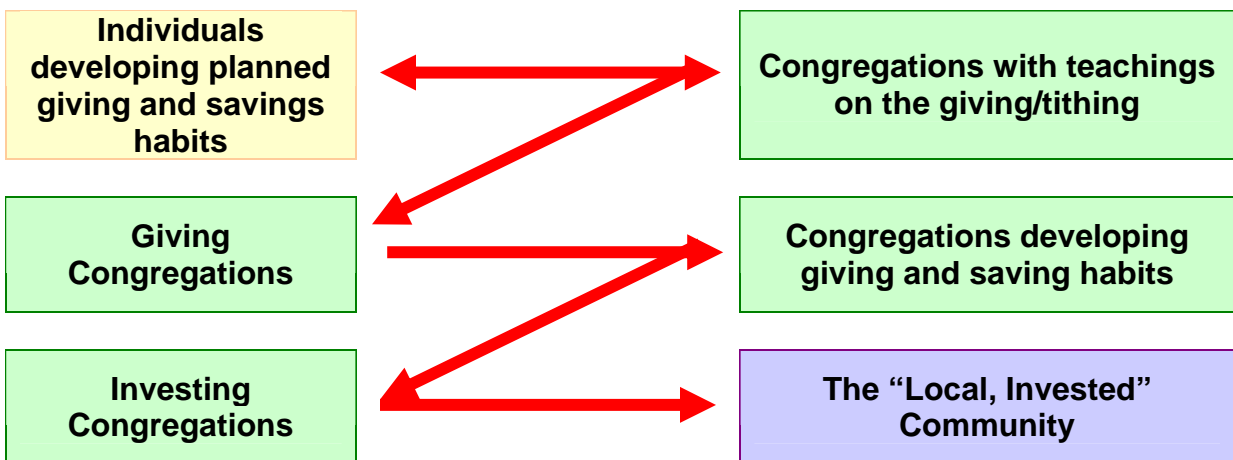 Individuals
developing planned
giving and savings
habits
Congregations with teachings
on the giving/tithing
Giving
Congregations
Congregations developing
giving and saving habits
Investing
Congregations
The “Local, Invested”
Community